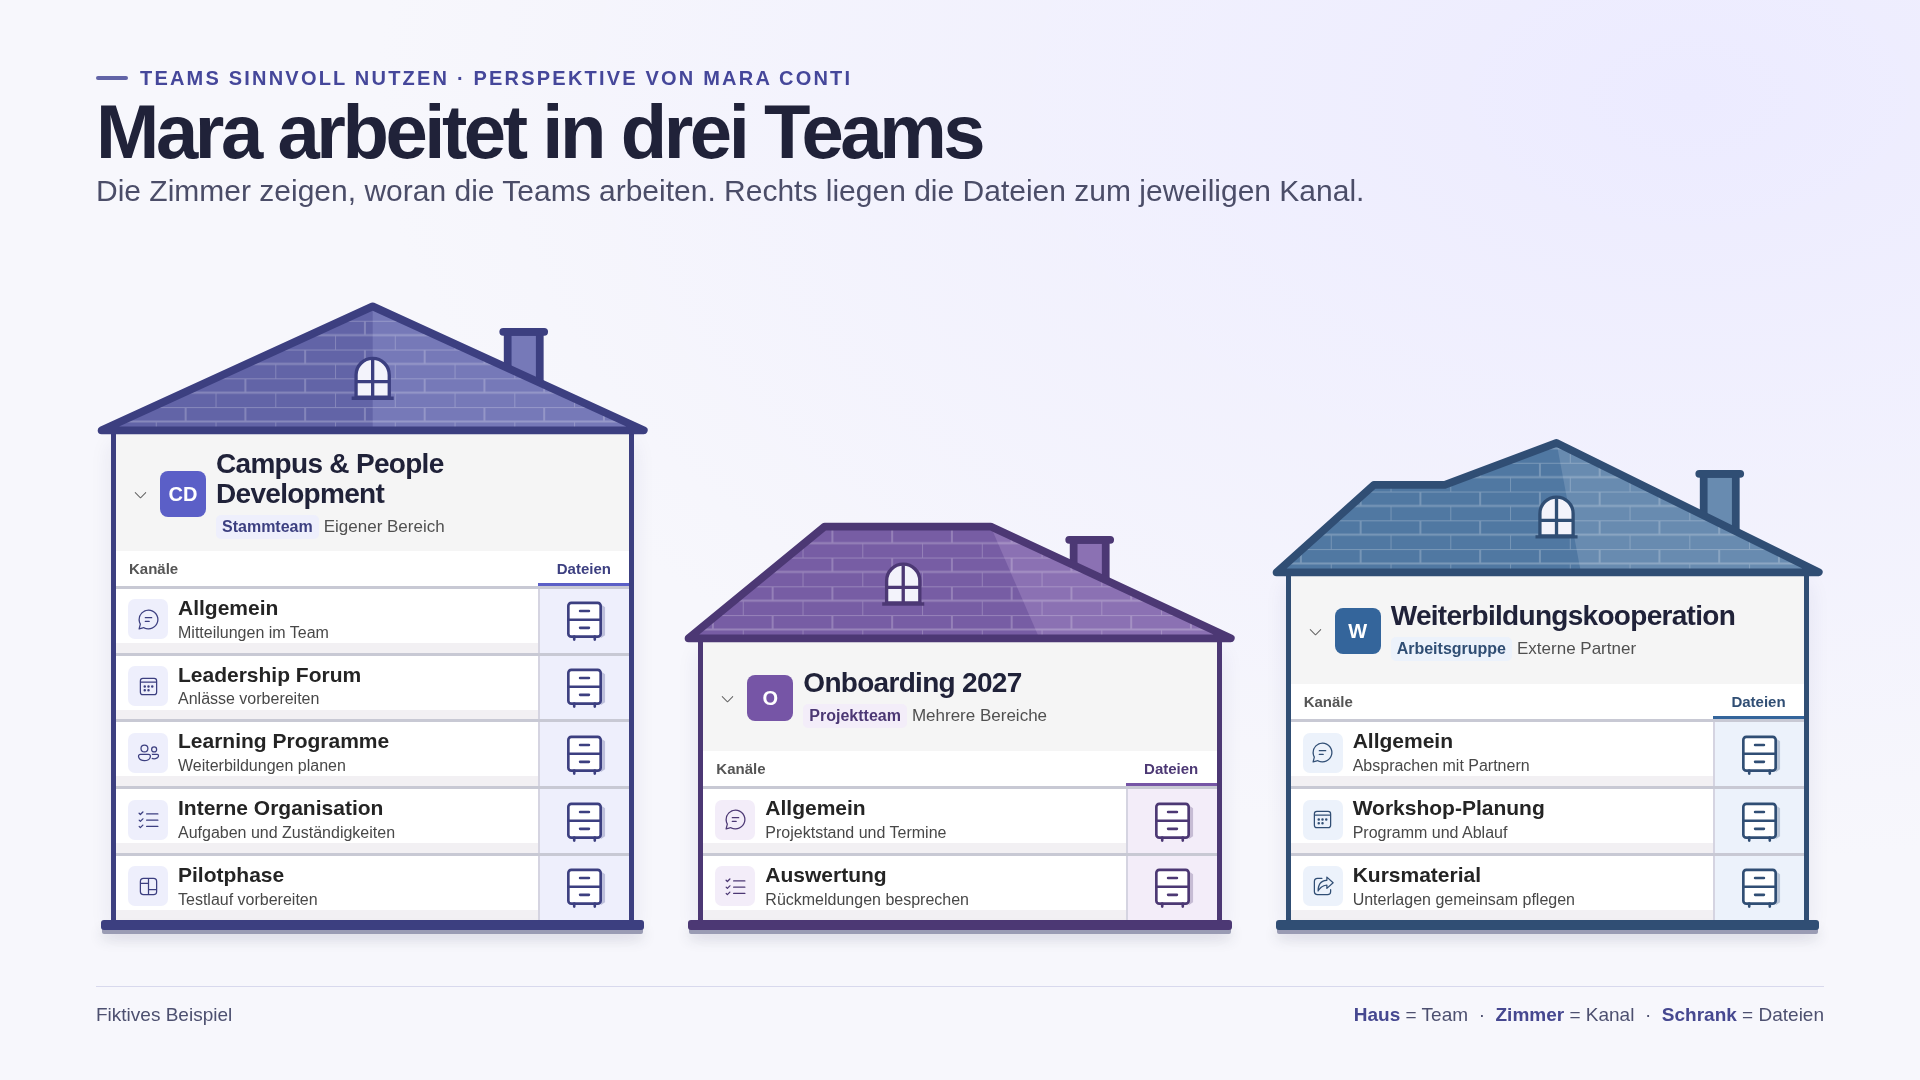 TEAMS SINNVOLL NUTZEN · PERSPEKTIVE VON MARA CONTI
Mara arbeitet in drei Teams
Die Zimmer zeigen, woran die Teams arbeiten. Rechts liegen die Dateien zum jeweiligen Kanal.
CD
Campus & People
Development
Stammteam Eigener Bereich
Kanäle Dateien
Allgemein
Mitteilungen im Team
Leadership Forum
Anlässe vorbereiten
Learning Programme
Weiterbildungen planen
Interne Organisation
Aufgaben und Zuständigkeiten
Pilotphase
Testlauf vorbereiten
O
Onboarding 2027
Projektteam Mehrere Bereiche
Kanäle Dateien
Allgemein
Projektstand und Termine
Auswertung
Rückmeldungen besprechen
W
Weiterbildungskooperation
Arbeitsgruppe Externe Partner
Kanäle Dateien
Allgemein
Absprachen mit Partnern
Workshop-Planung
Programm und Ablauf
Kursmaterial
Unterlagen gemeinsam pflegen
Fiktives Beispiel
Haus = Team · Zimmer = Kanal · Schrank = Dateien